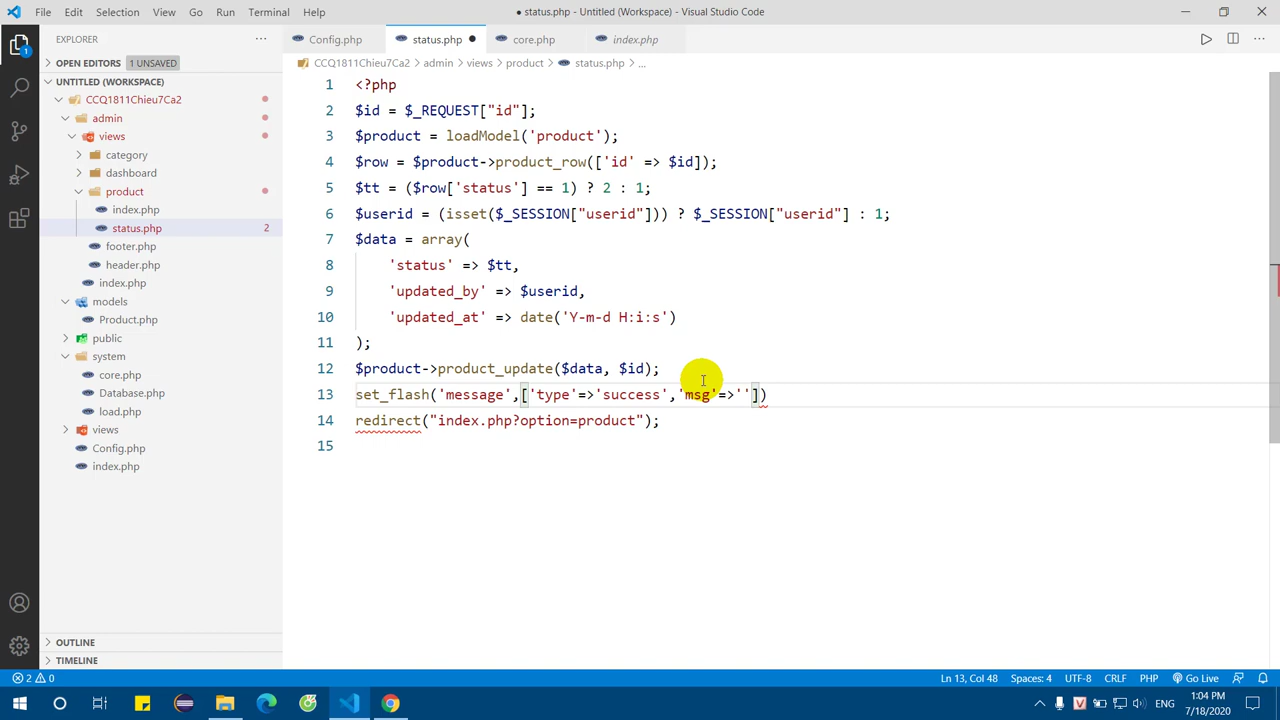 File Edit Selection View Go Run Terminal Help
● status.php - Untitled (Workspace) - Visual Studio Code
EXPLORER
Config.php
status.php ●
core.php
index.php
OPEN EDITORS 1 UNSAVED
CCQ1811Chieu7Ca2 > admin > views > product > status.php > ...
UNTITLED (WORKSPACE)
CCQ1811Chieu7Ca2
admin
views
category
dashboard
product
index.php
status.php 2
footer.php
header.php
index.php
models
Product.php
public
system
core.php
Database.php
load.php
views
Config.php
index.php
OUTLINE
TIMELINE
1
1 <?php
2 $id = $_REQUEST["id"];
3 $product = loadModel('product');
4 $row = $product->product_row(['id' => $id]);
5 $tt = ($row['status'] == 1) ? 2 : 1;
6 $userid = (isset($_SESSION["userid"])) ? $_SESSION["userid"] : 1;
7 $data = array(
8 'status' => $tt,
9 'updated_by' => $userid,
10 'updated_at' => date('Y-m-d H:i:s')
11 );
12 $product->product_update($data, $id);
13 set_flash('message',['type'=>'success','msg'=>''])
14 redirect("index.php?option=product");
15
2 0
Ln 13, Col 48 Spaces: 4 UTF-8 CRLF PHP Go Live
V ENG
1:04 PM
7/18/2020